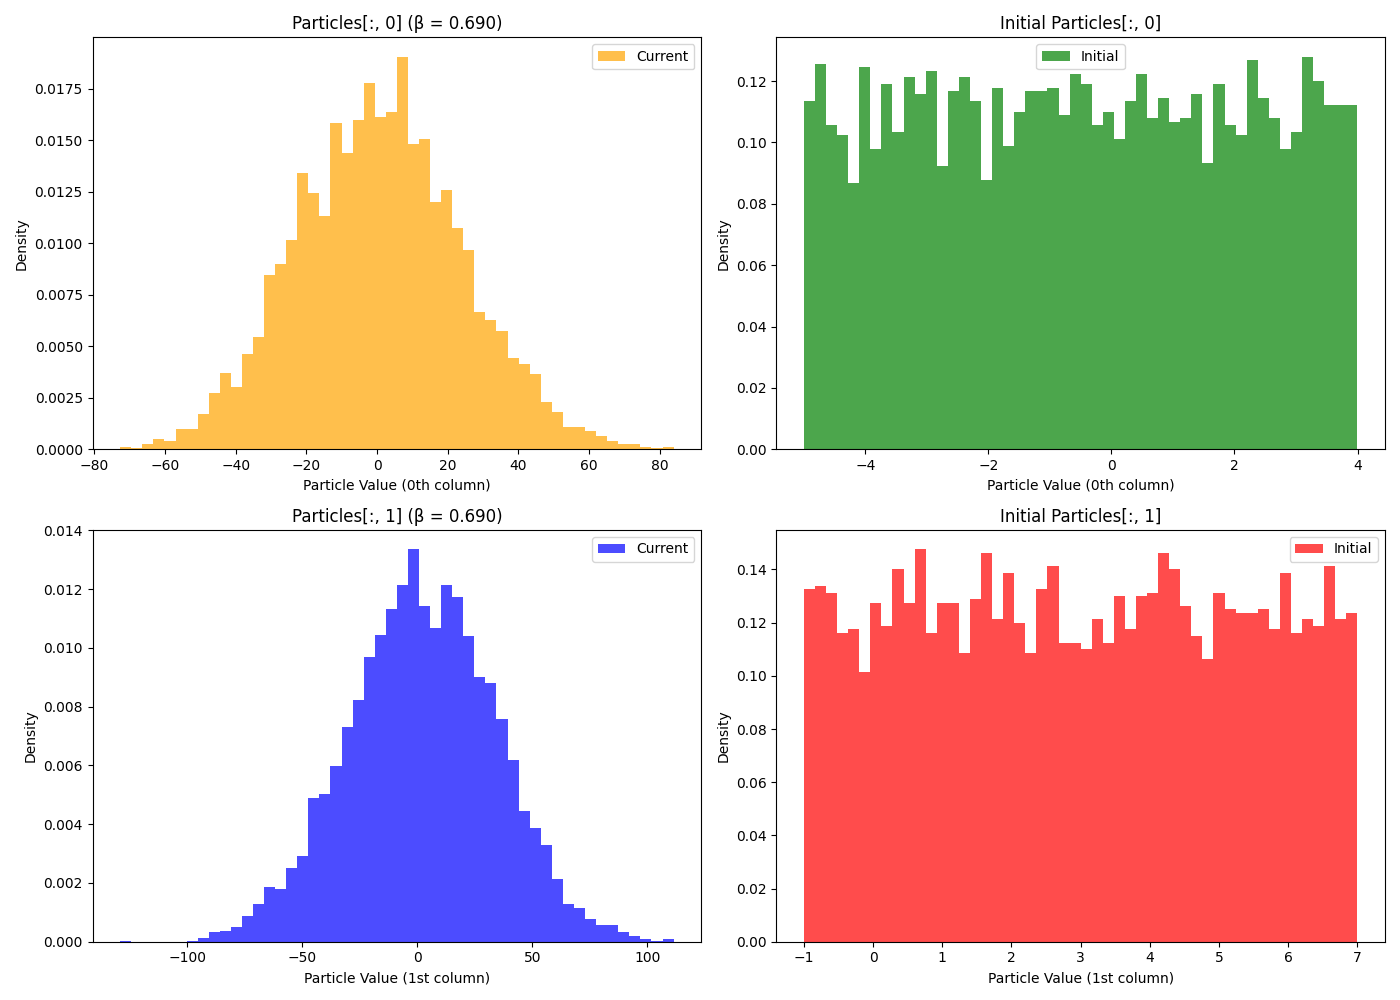 Particles[:, 0] (β = 0.690)
Current
Density
0.0175
0.0150
0.0125
0.0100
0.0075
0.0050
0.0025
0.0000
−80 −60 −40 −20 0 20 40 60 80
Particle Value (0th column)
Initial Particles[:, 0]
Initial
Density
0.12
0.10
0.08
0.06
0.04
0.02
0.00
−4 −2 0 2 4
Particle Value (0th column)
Particles[:, 1] (β = 0.690)
Current
Density
0.014
0.012
0.010
0.008
0.006
0.004
0.002
0.000
−100 −50 0 50 100
Particle Value (1st column)
Initial Particles[:, 1]
Initial
Density
0.14
0.12
0.10
0.08
0.06
0.04
0.02
0.00
−1 0 1 2 3 4 5 6 7
Particle Value (1st column)